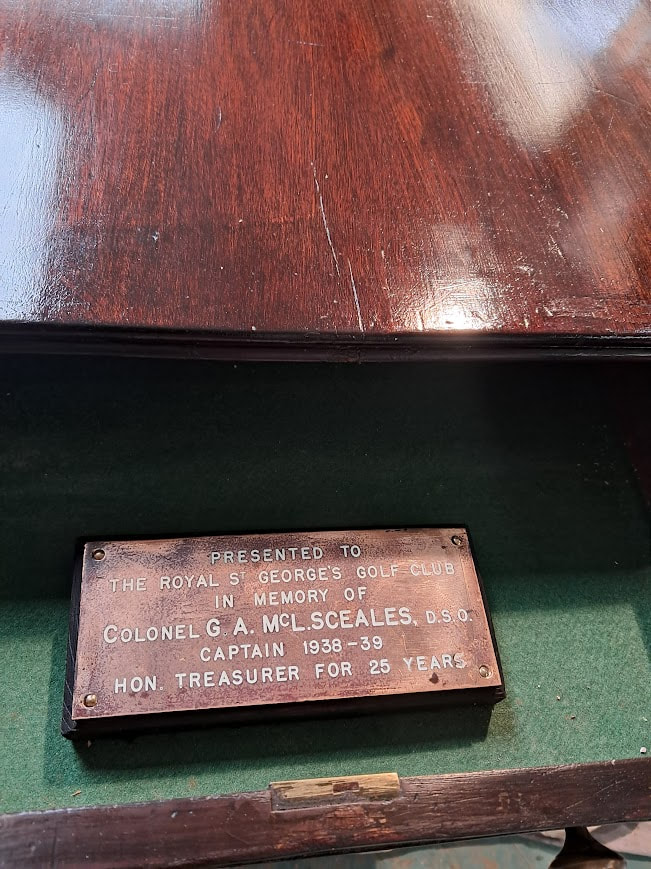 PRESENTED TO
THE ROYAL ST GEORGE'S GOLF CLUB
IN MEMORY OF
COLONEL G. A. MCL.SCEALES, D.S.O.
CAPTAIN 1938-39
HON. TREASURER FOR 25 YEARS